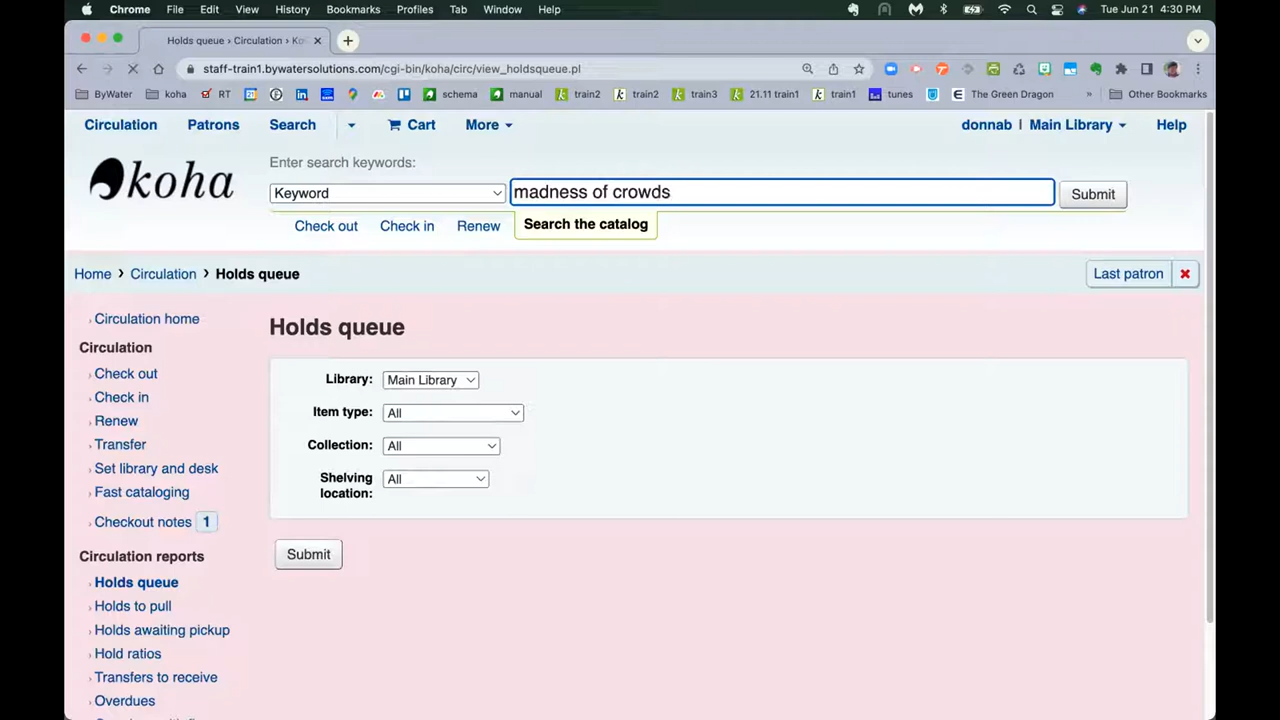 Chrome File Edit View History Bookmarks Profiles Tab Window Help Tue Jun 21 4:30 PM
Holds queue › Circulation › Ko
staff-train1.bywatersolutions.com/cgi-bin/koha/circ/view_holdsqueue.pl
ByWater koha RT schema manual train2 train2 train3 21.11 train1 train1 tunes The Green Dragon » Other Bookmarks
Circulation Patrons Search Cart More donnab | Main Library Help
Enter search keywords:
koha Keyword madness of crowds Submit
Check out Check in Renew Search the catalog
Home › Circulation › Holds queue Last patron
Circulation home
Holds queue
Circulation
Check out
Check in
Renew
Transfer
Set library and desk
Fast cataloging
Checkout notes 1
Circulation reports
Holds queue
Holds to pull
Holds awaiting pickup
Hold ratios
Transfers to receive
Overdues
Library: Main Library
Item type: All
Collection: All
Shelving location: All
Submit